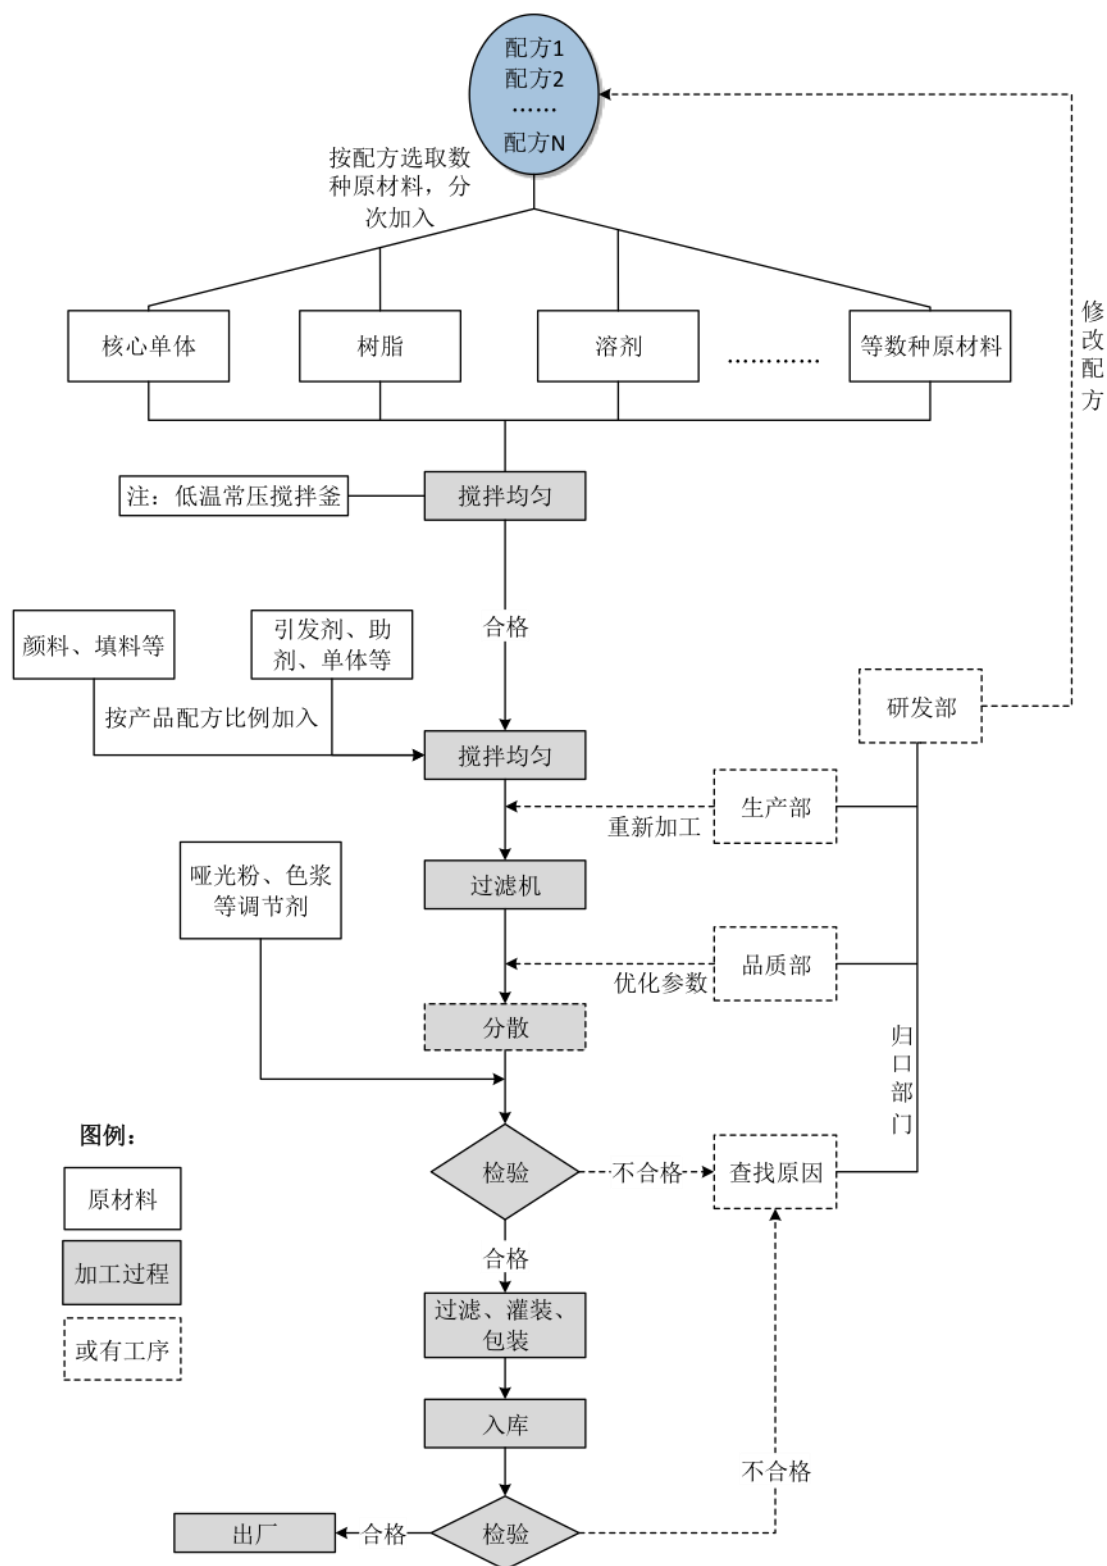 配方1
配方2
……
配方N
按配方选取数
种原材料，分
次加入
核心单体
树脂
溶剂
…………
等数种原材料
修
改
配
方
注：低温常压搅拌釜
搅拌均匀
合格
颜料、填料等
引发剂、助
剂、单体等
按产品配方比例加入
搅拌均匀
研发部
生产部
重新加工
过滤机
哑光粉、色浆
等调节剂
品质部
优化参数
分散
归
口
部
门
图例：
原材料
加工过程
或有工序
检验
不合格
查找原因
合格
过滤、灌装、
包装
入库
不合格
检验
合格
出厂